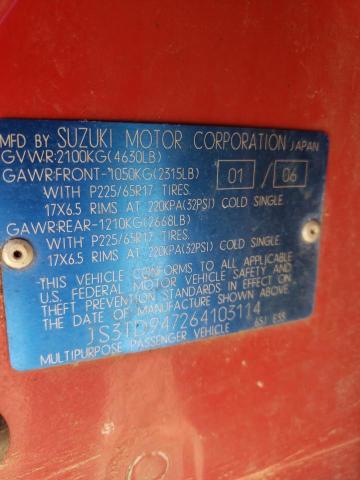 MFD BY SUZUKI MOTOR CORPORATION JAPAN
GVWR:2100KG(4630LB)
GAWR:FRONT-1050KG(2315LB) 01 / 06
WITH P225/65R17 TIRES.
17X6.5 RIMS AT 220KPA(32PSI) COLD SINGLE.
GAWR:REAR-1210KG(2668LB)
WITH P225/65R17 TIRES.
17X6.5 RIMS AT 220KPA(32PSI) COLD SINGLE.
THIS VEHICLE CONFORMS TO ALL APPLICABLE
U.S. FEDERAL MOTOR VEHICLE SAFETY AND
THEFT PREVENTION STANDARDS IN EFFECT ON THE
DATE OF MANUFACTURE SHOWN ABOVE.
JS3TD947264103114
MULTIPURPOSE PASSENGER VEHICLE 65J ESS